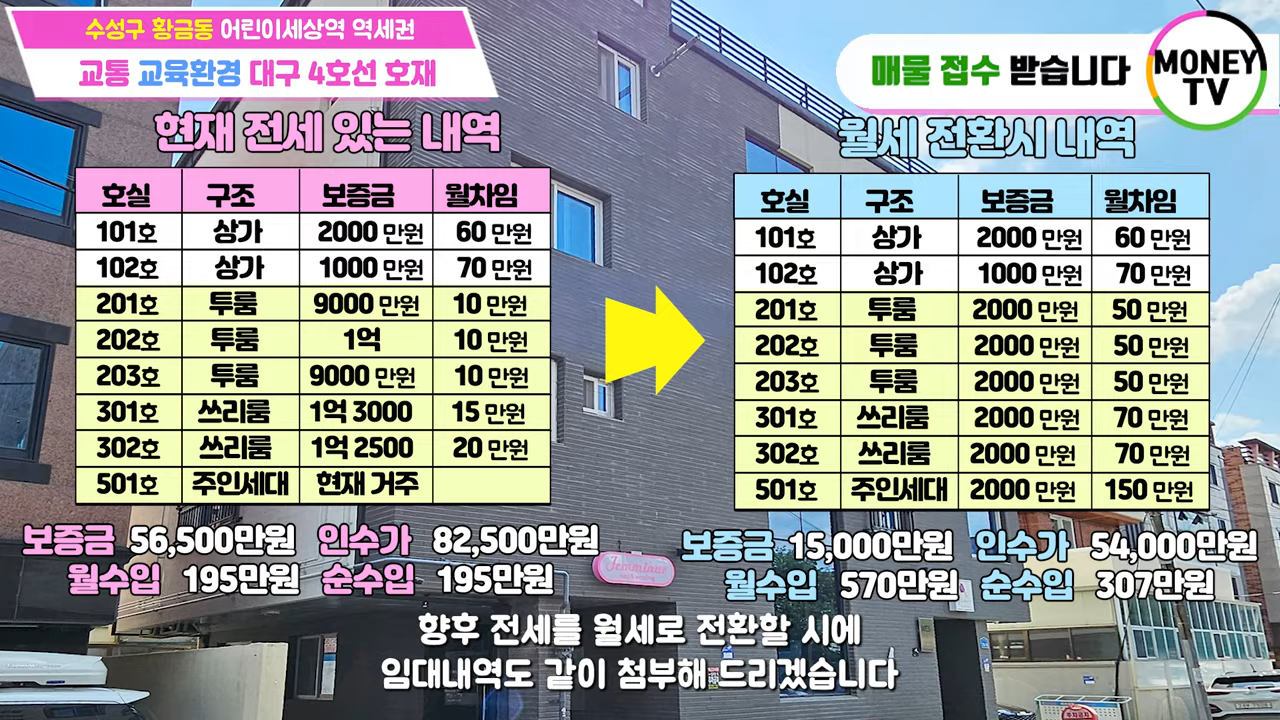 수성구 황금동 어린이세상역 역세권
교통 교육환경 대구 4호선 호재
매물 접수 받습니다
MONEY
TV
현재 전세 있는 내역
호실 구조 보증금 월차임
101호 상가 2000 만원 60 만원
102호 상가 1000 만원 70 만원
201호 투룸 9000 만원 10 만원
202호 투룸 1억 10 만원
203호 투룸 9000 만원 10 만원
301호 쓰리룸 1억 3000 15 만원
302호 쓰리룸 1억 2500 20 만원
501호 주인세대 현재 거주
보증금 56,500만원 인수가 82,500만원
월수입 195만원 순수입 195만원
월세 전환시 내역
호실 구조 보증금 월차임
101호 상가 2000 만원 60 만원
102호 상가 1000 만원 70 만원
201호 투룸 2000 만원 50 만원
202호 투룸 2000 만원 50 만원
203호 투룸 2000 만원 50 만원
301호 쓰리룸 2000 만원 70 만원
302호 쓰리룸 2000 만원 70 만원
501호 주인세대 2000 만원 150 만원
보증금 15,000만원 인수가 54,000만원
월수입 570만원 순수입 307만원
향후 전세를 월세로 전환할 시에
임대내역도 같이 첨부해 드리겠습니다